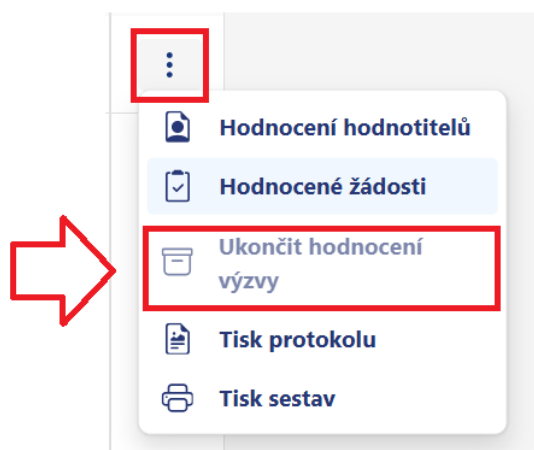 Hodnocení hodnotitelů
Hodnocené žádosti
Ukončit hodnocení
výzvy
Tisk protokolu
Tisk sestav